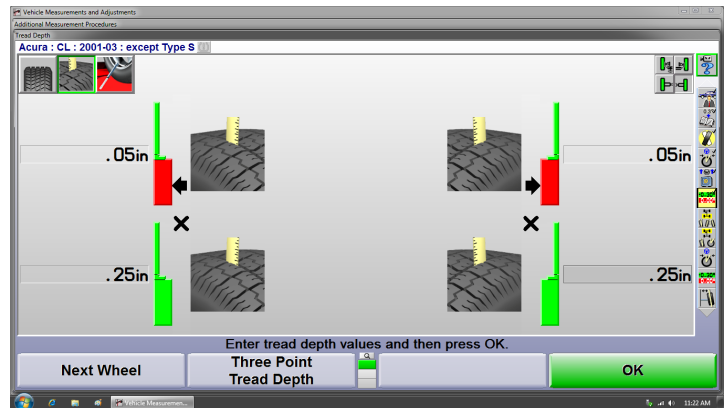 Vehicle Measurements and Adjustments
Additional Measurement Procedures
Tread Depth
Acura : CL : 2001-03 : except Type S
.05in
.05in
.25in
.25in
Enter tread depth values and then press OK.
Next Wheel
Three Point
Tread Depth
OK
Vehicle Measuremen...
11:22 AM